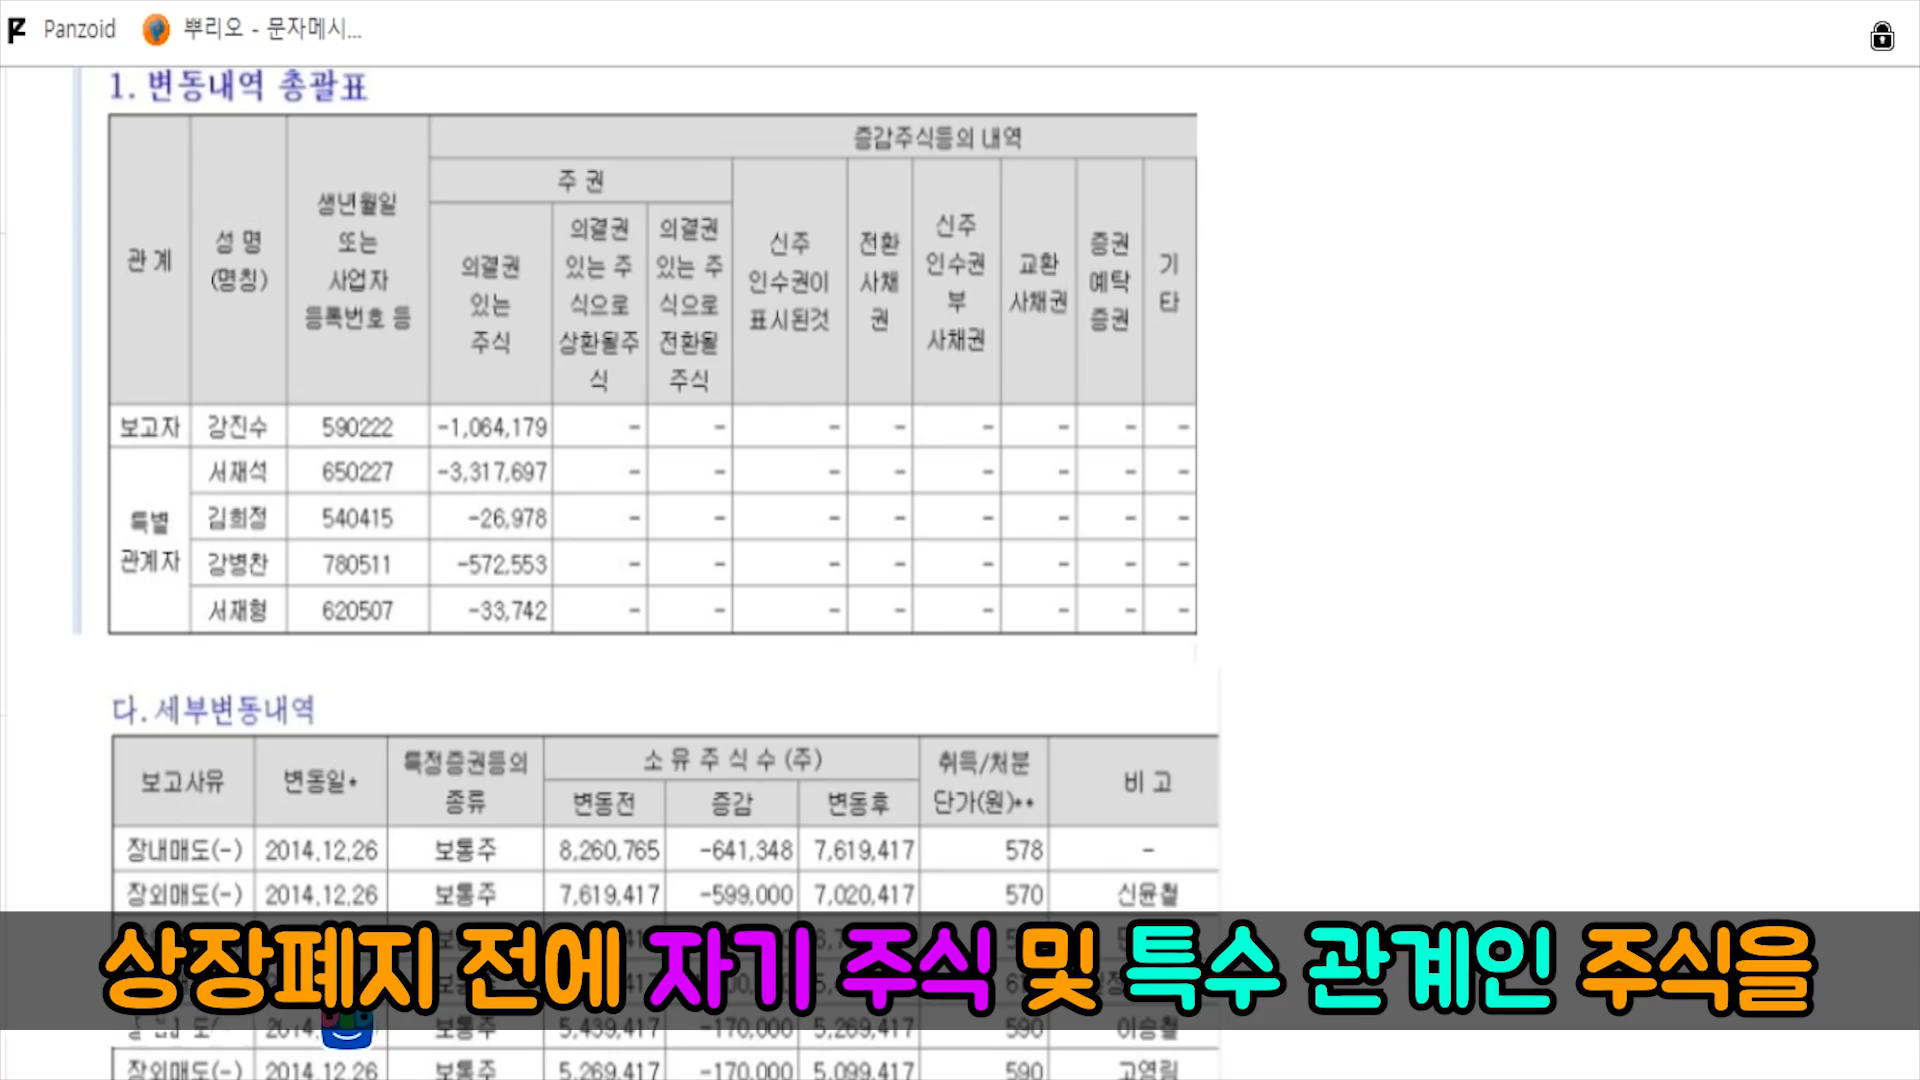 Panzoid 뿌리오 - 문자메시...
1. 변동내역 총괄표
관 계 성 명 (명칭) 생년월일 또는 사업자 등록번호 등 증감주식등의 내역
주 권
의결권 있는 주식 의결권 있는 주식으로 상환될주식 의결권 있는 주식으로 전환될 주식 신주 인수권이 표시된것 전환 사채권 신주 인수권부 사채권 교환 사채권 증권 예탁 증권 기타
보고자 강진수 590222 -1,064,179 - - - - - - - -
특별 관계자 서재석 650227 -3,317,697 - - - - - - - -
김희정 540415 -26,978 - - - - - - - -
강병찬 780511 -572,553 - - - - - - - -
서재형 620507 -33,742 - - - - - - - -
다. 세부변동내역
보고사유 변동일* 특정증권등의 종류 소 유 주 식 수 (주) 취득/처분 단가(원)** 비 고
변동전 증감 변동후
장내매도(-) 2014.12.26 보통주 8,260,765 -641,348 7,619,417 578 -
장외매도(-) 2014.12.26 보통주 7,619,417 -599,000 7,020,417 570 신윤철
상장폐지 전에 자기 주식 및 특수 관계인 주식을
보통주 5,439,417 -170,000 5,269,417 590 이승철
장외매도(-) 2014.12.26 보통주 5,269,417 -170,000 5,099,417 590 고영림